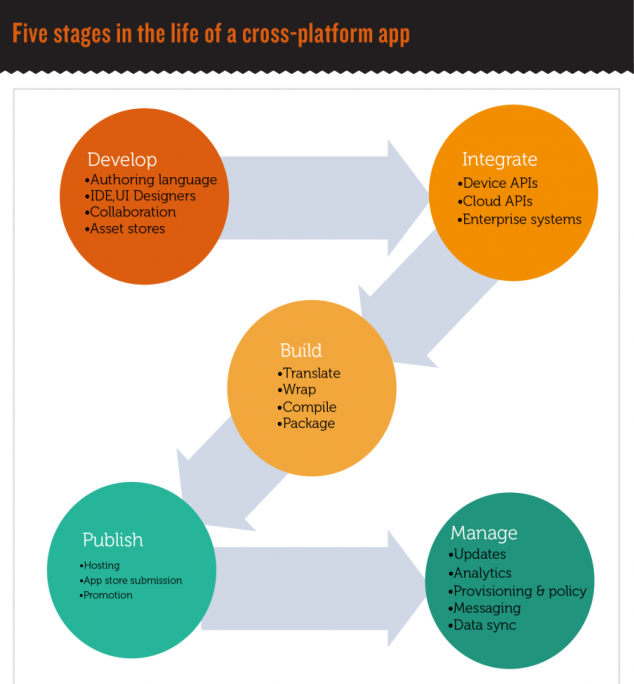 Five stages in the life of a cross-platform app
Develop
•Authoring language
•IDE,UI Designers
•Collaboration
•Asset stores
Integrate
•Device APIs
•Cloud APIs
•Enterprise systems
Build
•Translate
•Wrap
•Compile
•Package
Publish
•Hosting
•App store submission
•Promotion
Manage
•Updates
•Analytics
•Provisioning & policy
•Messaging
•Data sync